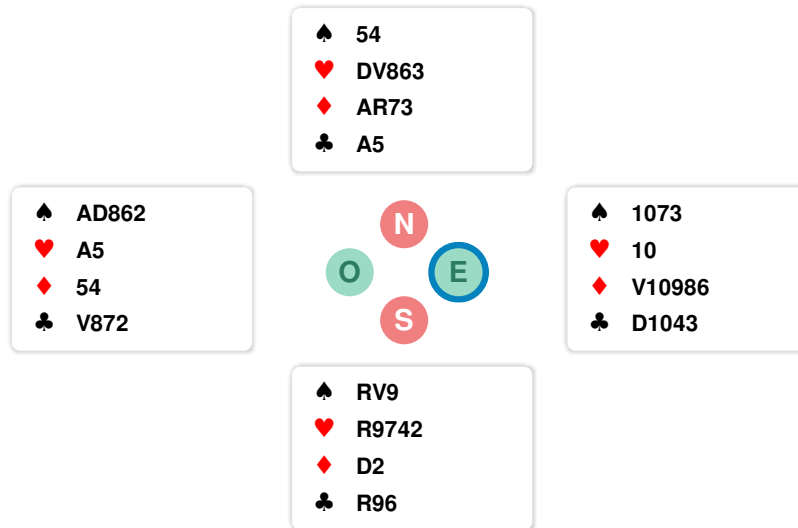 ♠ 54
♥ DV863
♦ AR73
♣ A5
♠ AD862
♥ A5
♦ 54
♣ V872
N
O
E
S
♠ 1073
♥ 10
♦ V10986
♣ D1043
♠ RV9
♥ R9742
♦ D2
♣ R96